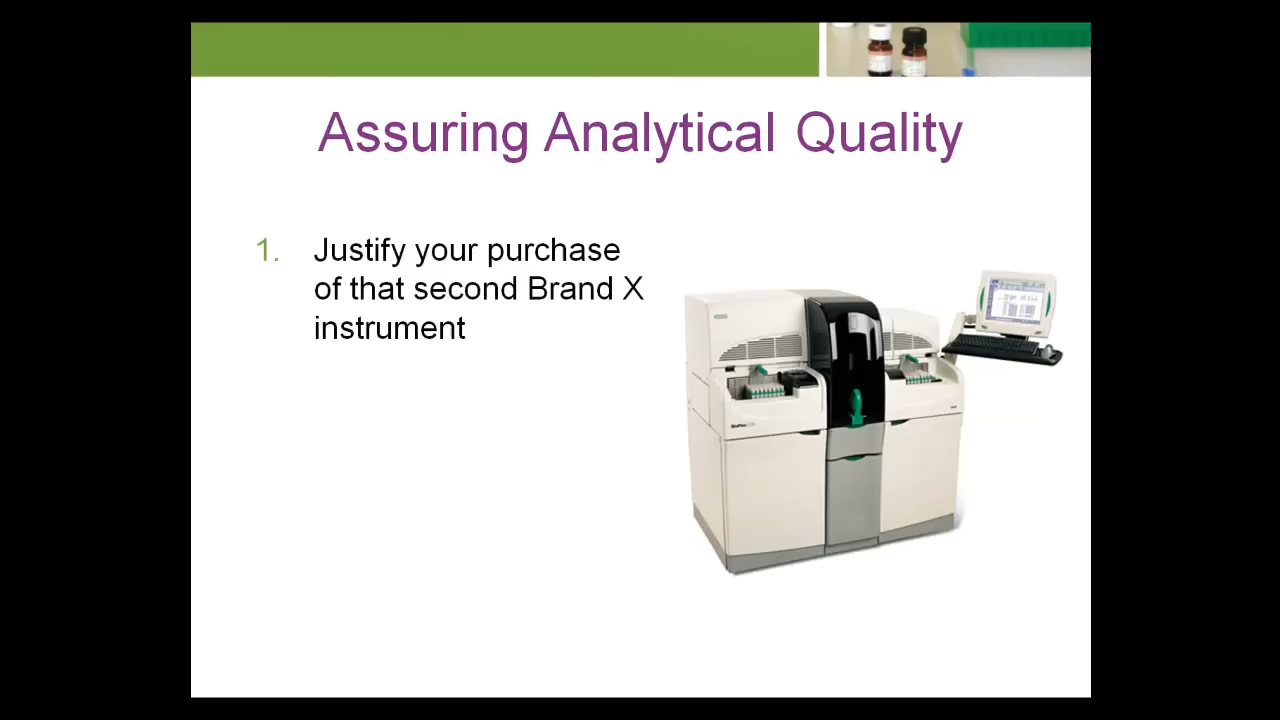 Assuring Analytical Quality
1. Justify your purchase
of that second Brand X
instrument